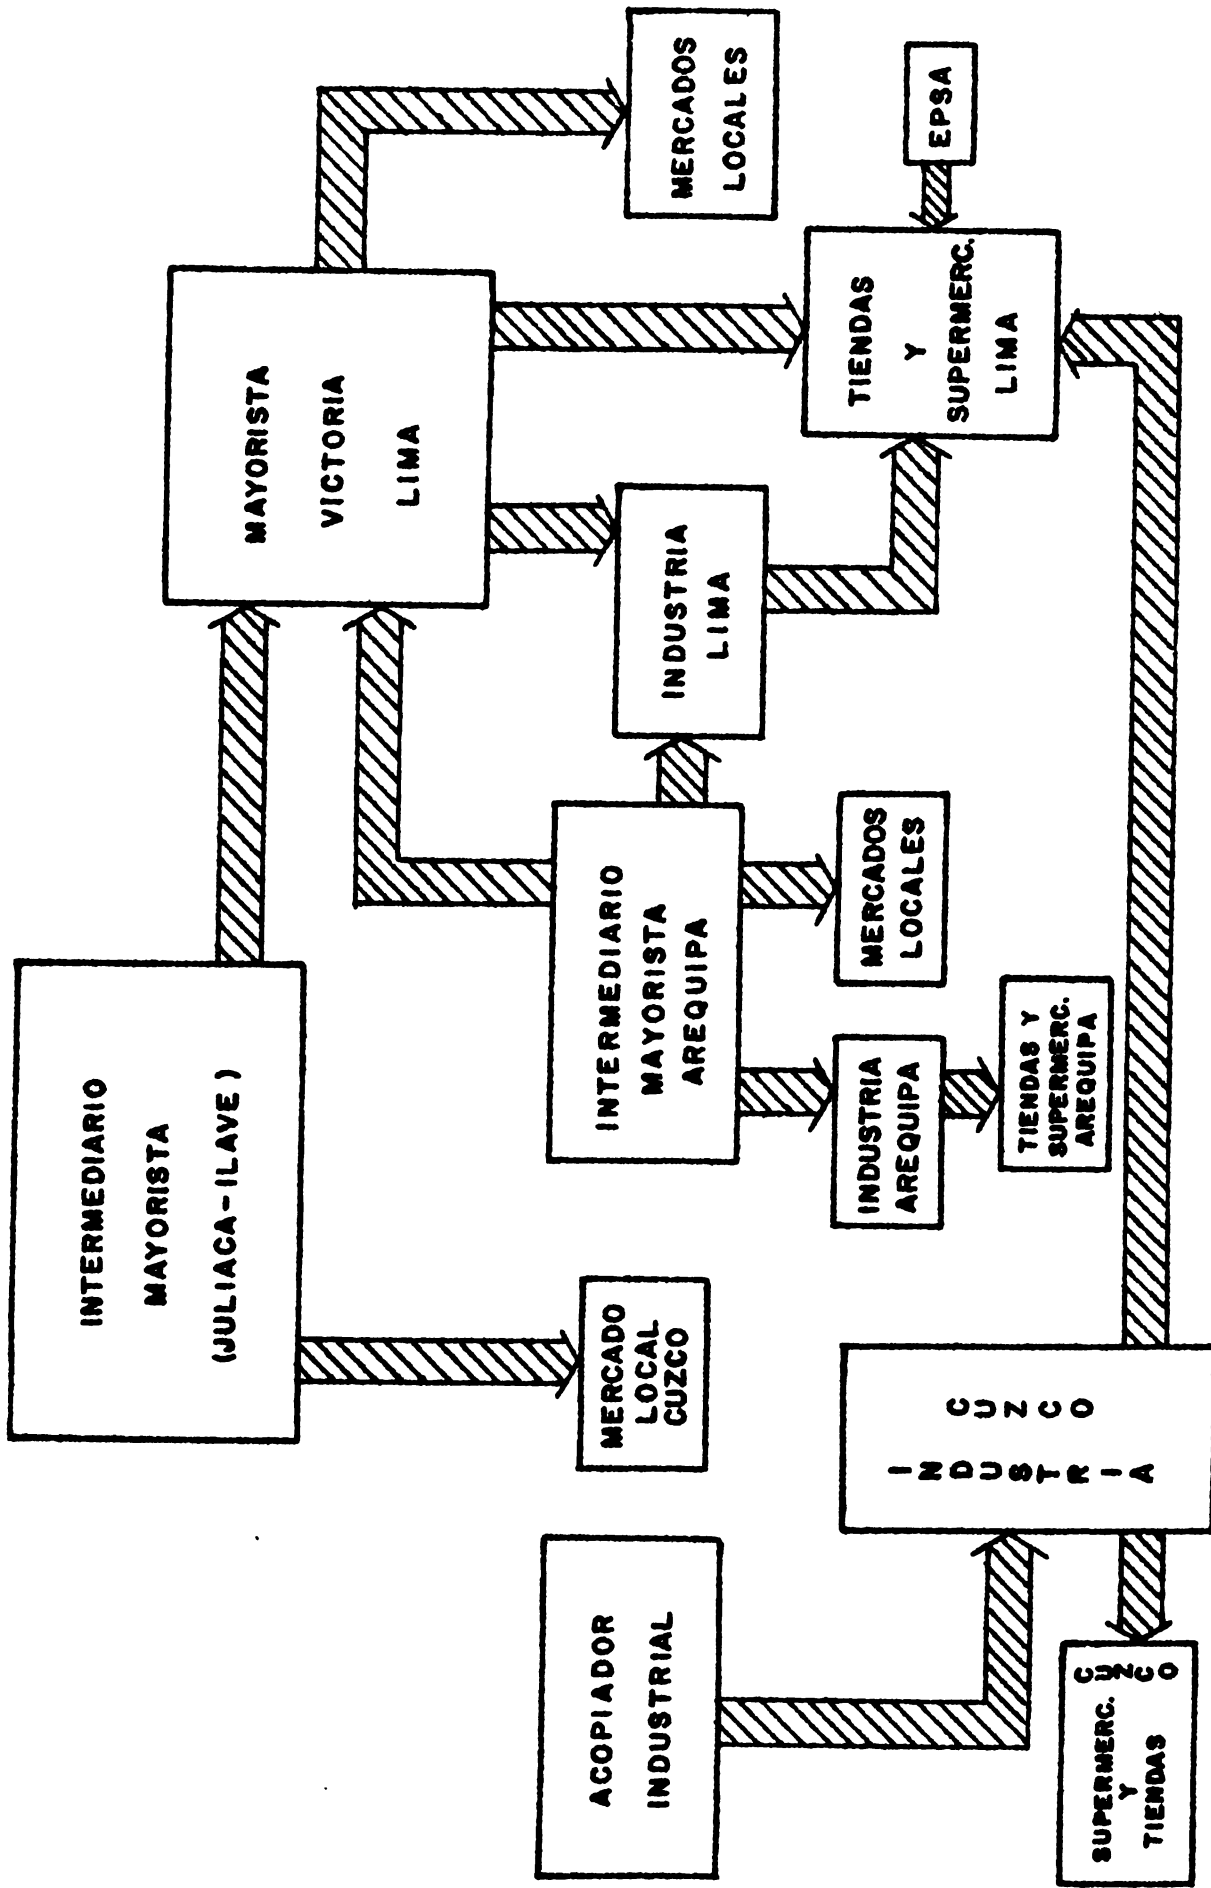 INTERMEDIARIO
MAYORISTA
(JULIACA-ILAVE)
MAYORISTA
VICTORIA
LIMA
MERCADOS
LOCALES
MERCADO
LOCAL
CUZCO
INTERMEDIARIO
MAYORISTA
AREQUIPA
INDUSTRIA
LIMA
TIENDAS
Y
SUPERMERC.
LIMA
EPSA
MERCADOS
LOCALES
INDUSTRIA
AREQUIPA
TIENDAS Y
SUPERMERC.
AREQUIPA
ACOPIADOR
INDUSTRIAL
INDUSTRIA
CUZCO
SUPERMERC.
Y
TIENDAS
CUZCO